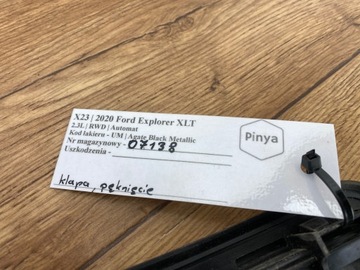 X23 | 2020 Ford Explorer XLT
2.3L | RWD | Automat
Kod lakieru - UM | Agate Black Metallic
Nr magazynowy - 07138
Uszkodzenia -
Pinya
klapa, pęknięcie